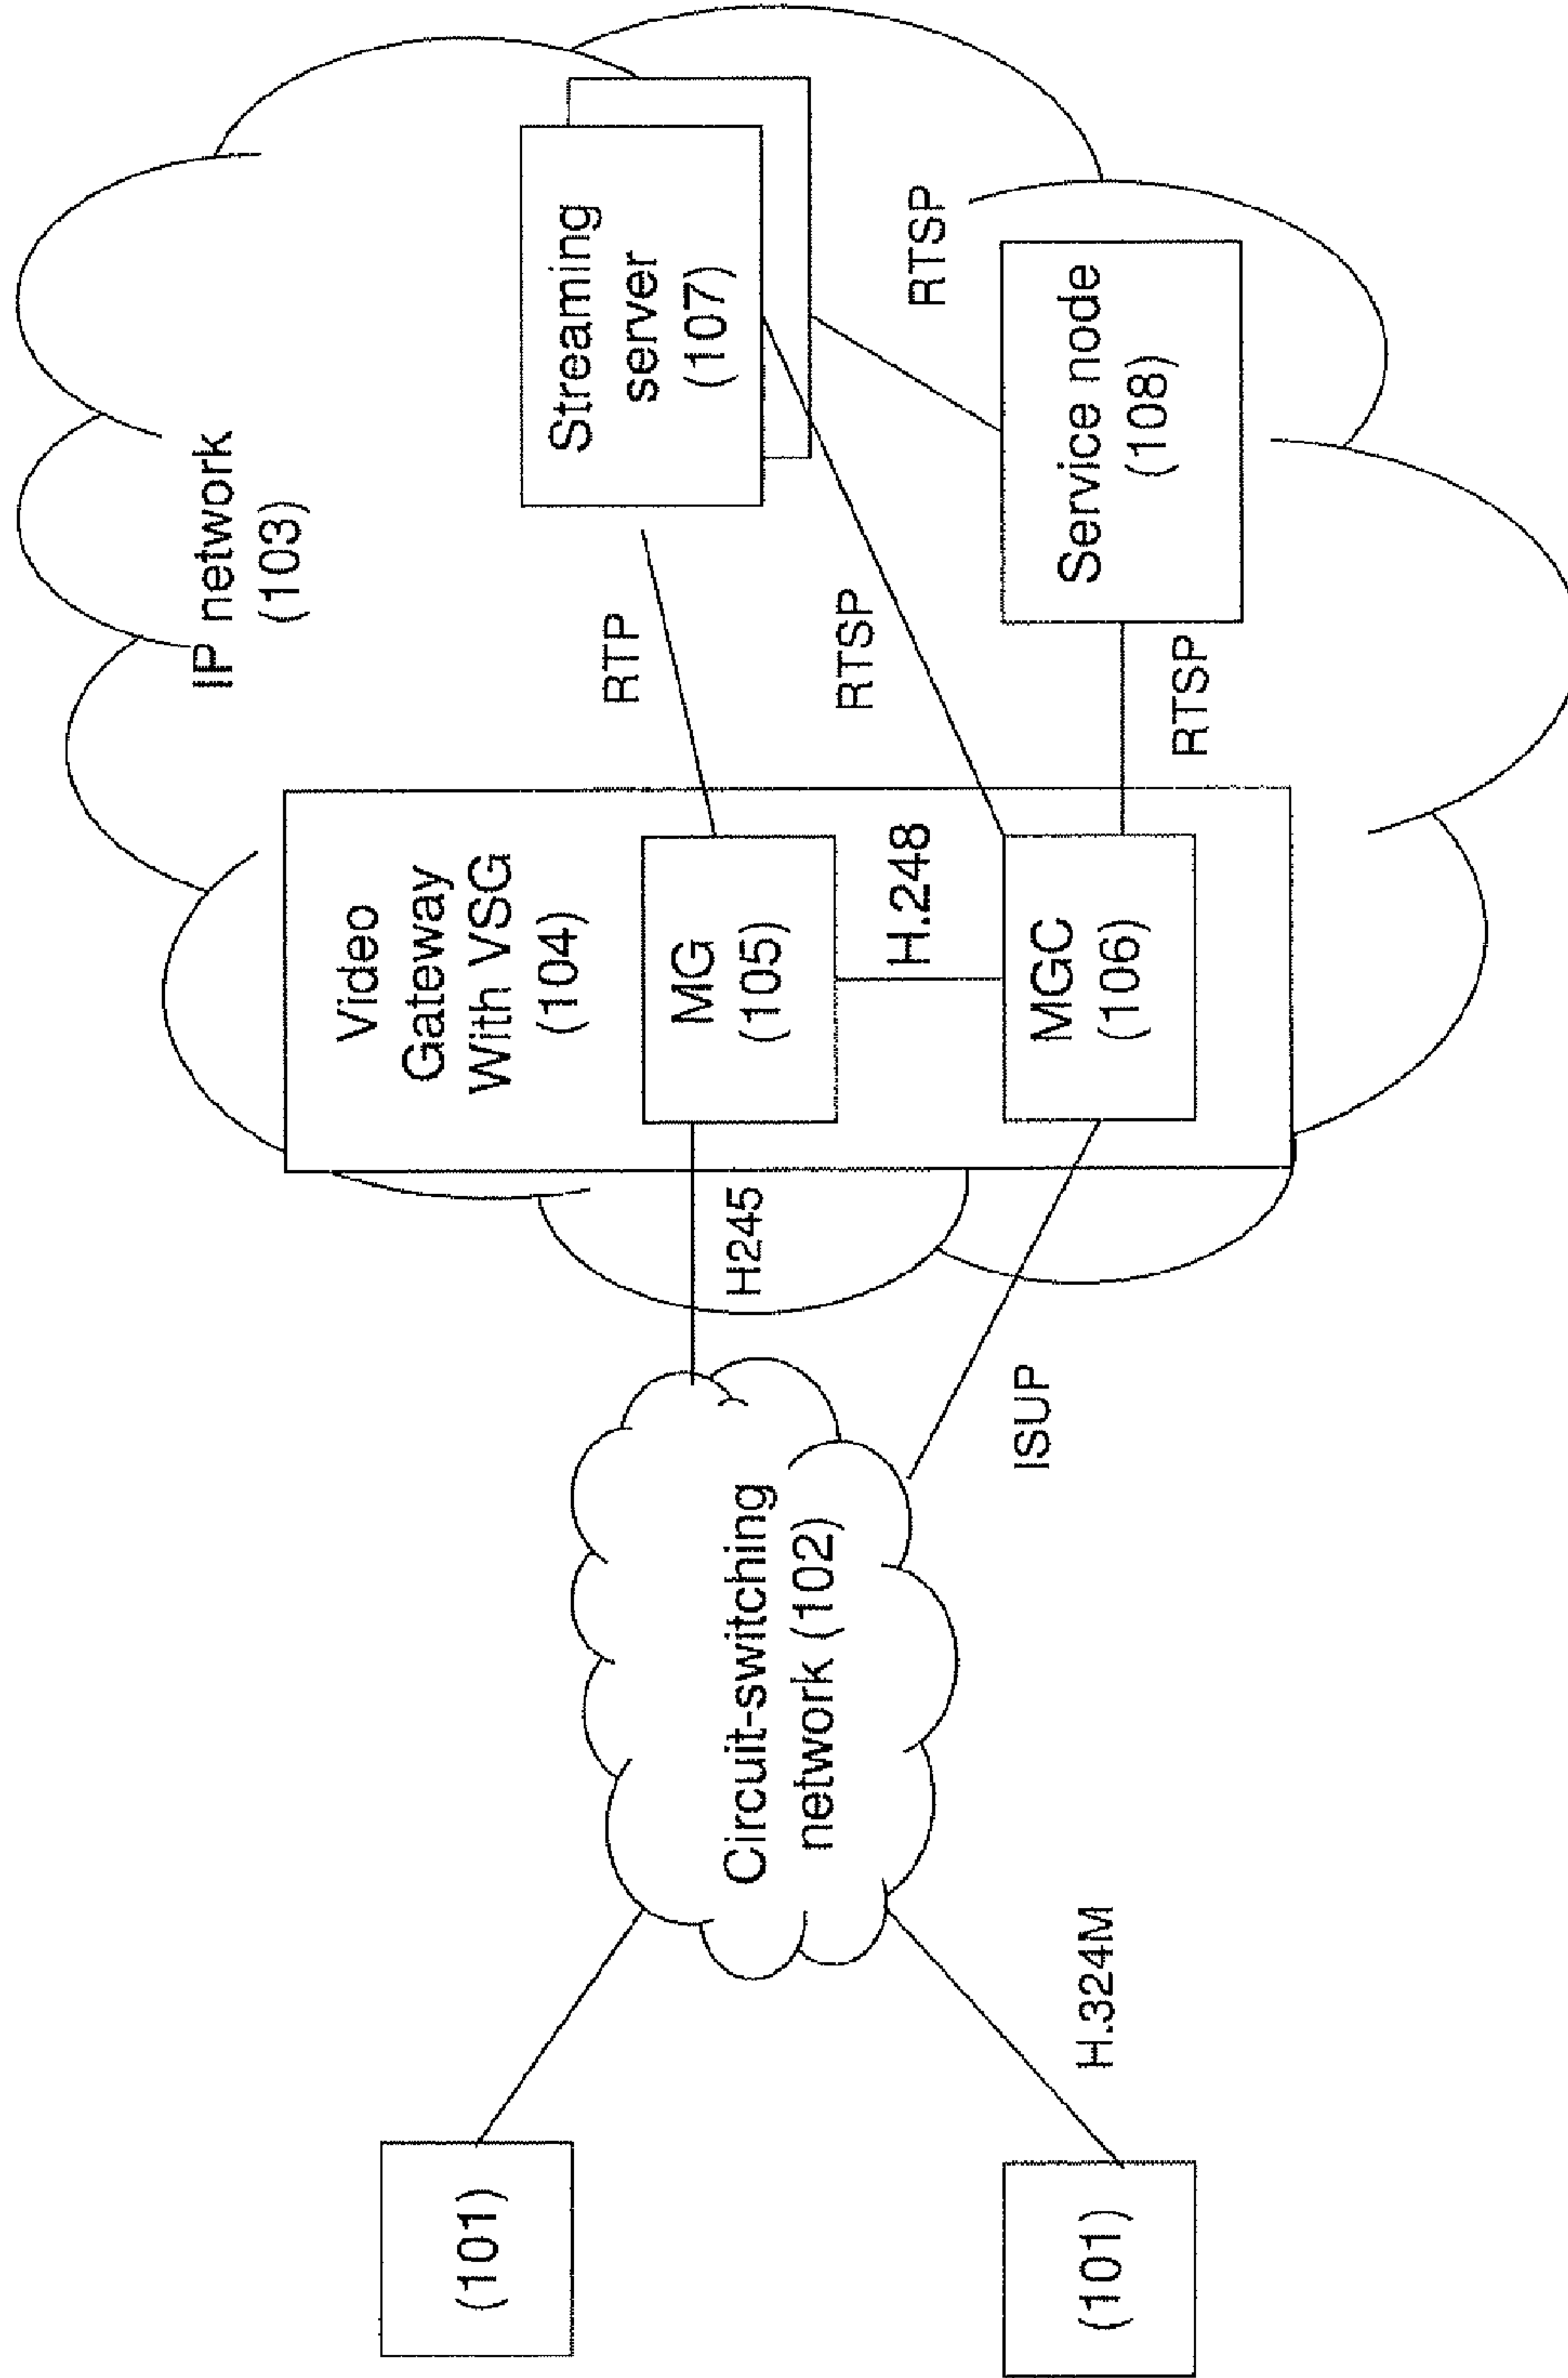 IP network
(103)
Video
Gateway
With VSG
(104)
Streaming
server
(107)
(101)
RTP
MG
(105)
H245
Circuit-switching
network (102)
RTSP
H.248
RTSP
MGC
(106)
Service node
(108)
ISUP
(101)
H.324M
RTSP